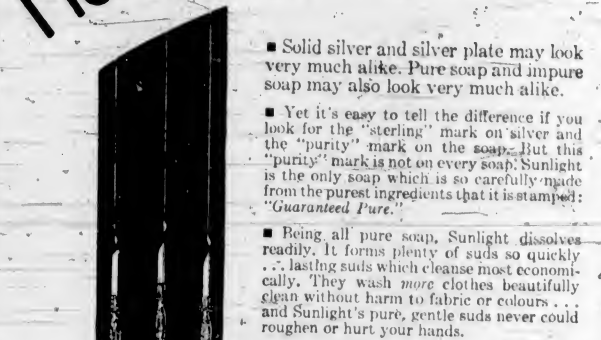 ■ Solid silver and silver plate may look
very much alike. Pure soap and impure
soap may also look very much alike.
■ Yet it's easy to tell the difference if you
look for the "sterling" mark on silver and
the "purity" mark on the soap. But this
"purity" mark is not on every soap. Sunlight
is the only soap which is so carefully made
from the purest ingredients that it is stamped:
"Guaranteed Pure."
■ Being all pure soap, Sunlight dissolves
readily. It forms plenty of suds so quickly
... lasting suds which cleanse most economi-
cally. They wash more clothes beautifully
clean without harm to fabric or colours ...
and Sunlight's pure, gentle suds never could
roughen or hurt your hands.